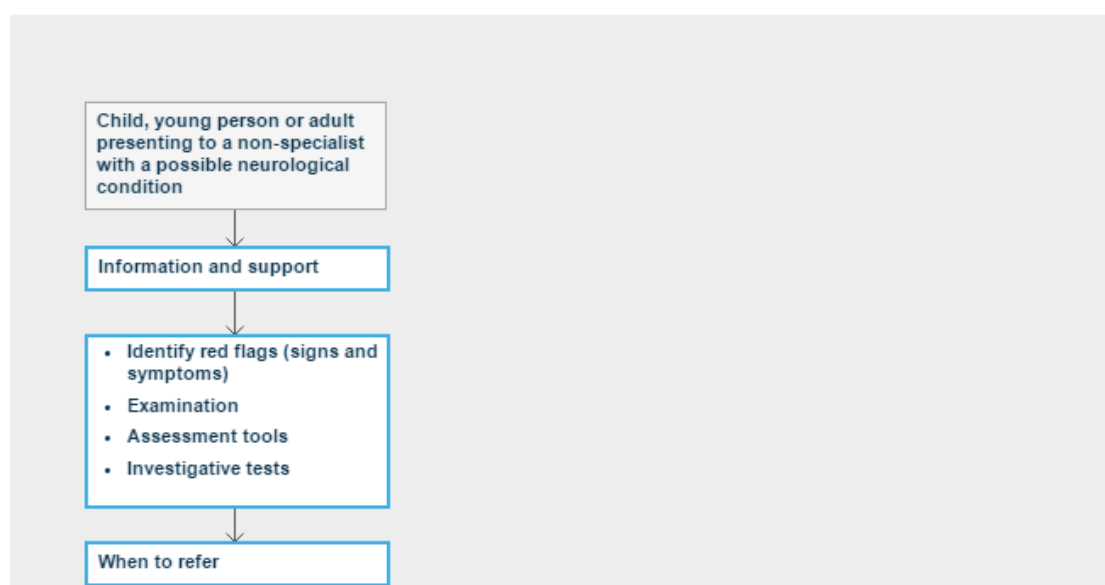 Child, young person or adult
presenting to a non-specialist
with a possible neurological
condition
Information and support
• Identify red flags (signs and
symptoms)
• Examination
• Assessment tools
• Investigative tests
When to refer